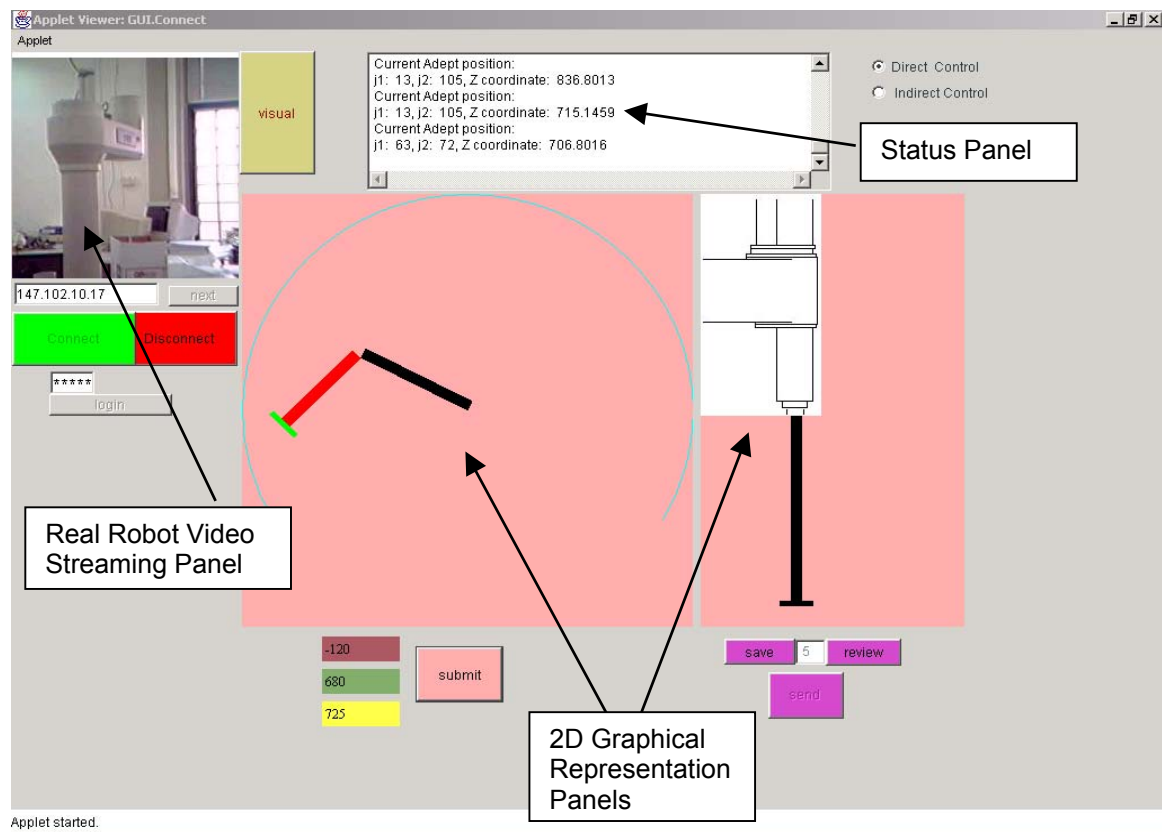 Applet Viewer: GUI.Connect
Applet
visual
Current Adept position:
j1: 13, j2: 105, Z coordinate: 836.8013
Current Adept position:
j1: 13, j2: 105, Z coordinate: 715.1459
Current Adept position:
j1: 63, j2: 72, Z coordinate: 706.8016
Direct Control
Indirect Control
Status Panel
147.102.10.17
next
Connect
Disconnect
*****
login
Real Robot Video
Streaming Panel
-120
680
725
submit
save
5
review
send
2D Graphical
Representation
Panels
Applet started.